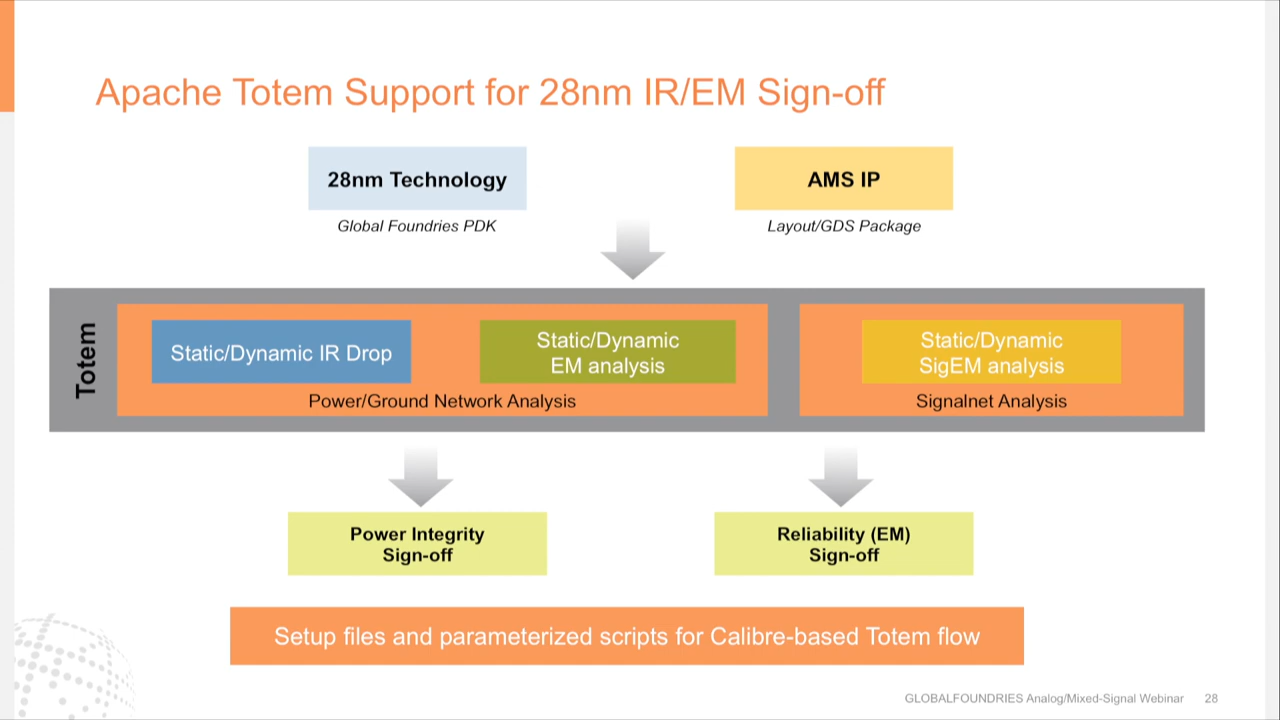 Apache Totem Support for 28nm IR/EM Sign-off
28nm Technology
Global Foundries PDK
AMS IP
Layout/GDS Package
Totem
Static/Dynamic IR Drop
Static/Dynamic
EM analysis
Power/Ground Network Analysis
Static/Dynamic
SigEM analysis
Signalnet Analysis
Power Integrity
Sign-off
Reliability (EM)
Sign-off
Setup files and parameterized scripts for Calibre-based Totem flow
GLOBALFOUNDRIES Analog/Mixed-Signal Webinar 28